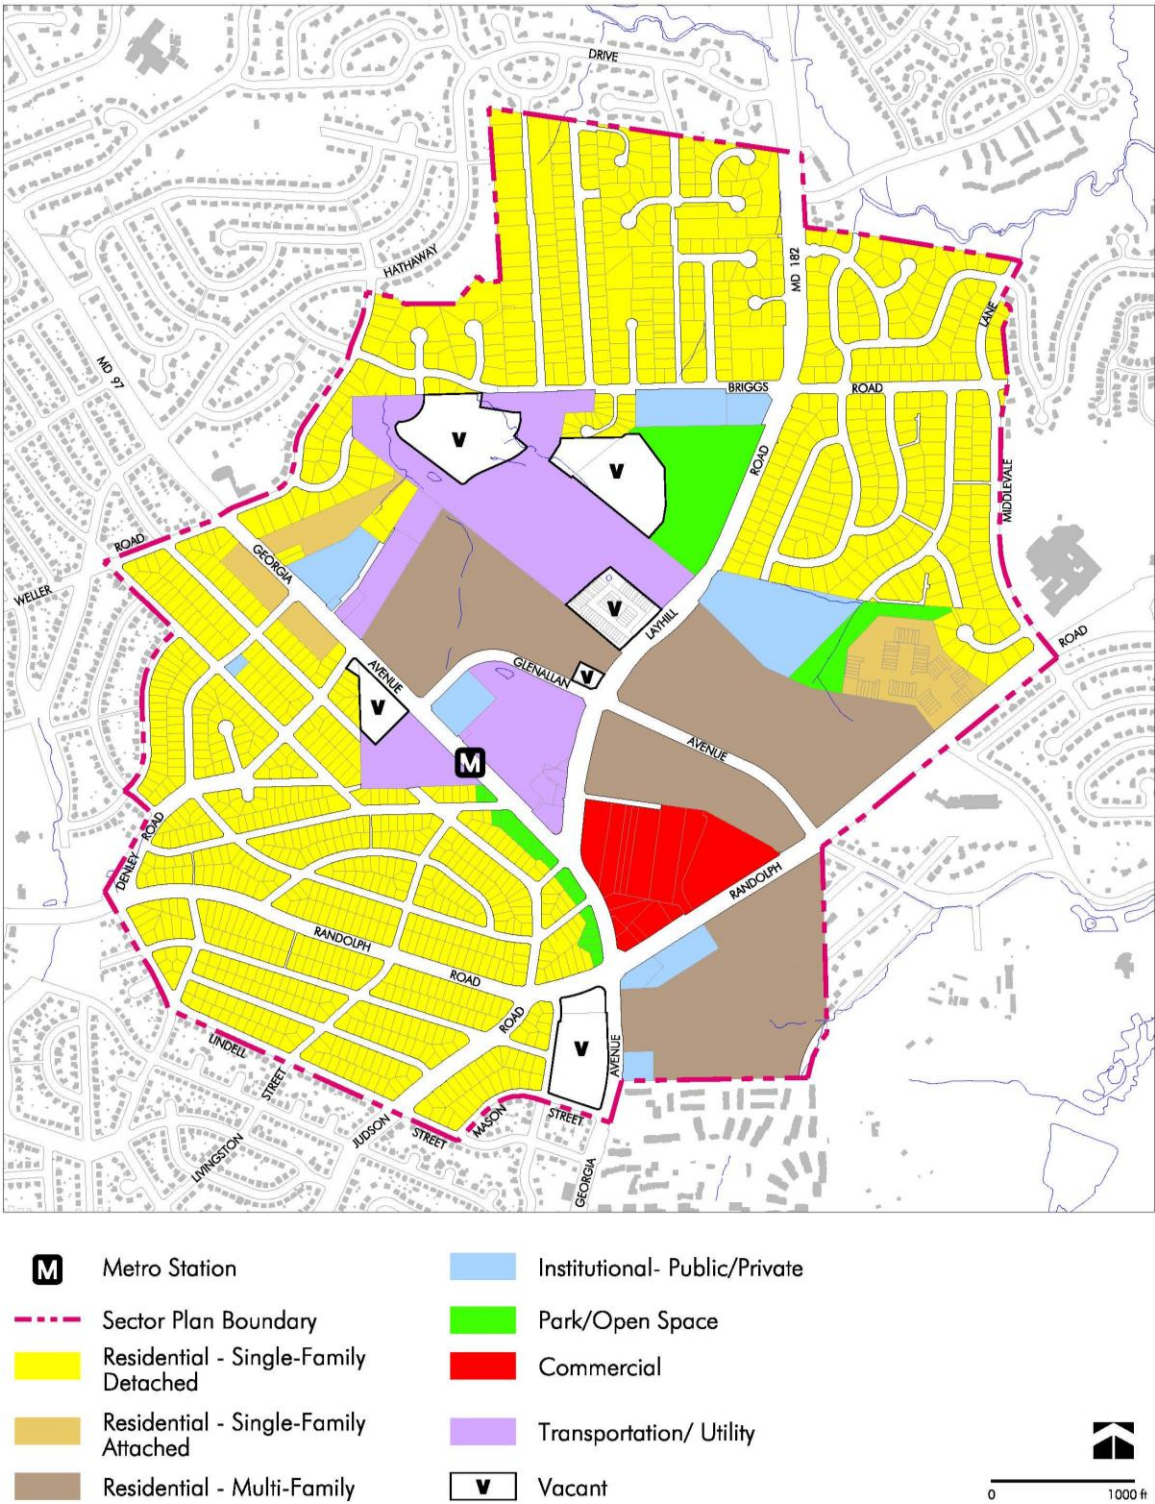 DRIVE
HATHAWAY
MD 182
LANE
MD 97
BRIGGS
ROAD
V
V
ROAD
MIDDLEVALE
ROAD
GEORGIA
WELLER
V
LAYHILL
ROAD
GLENALLAN
V
AVENUE
V
AVENUE
M
ROAD
DENLEY
RANDOLPH
RANDOLPH
ROAD
ROAD
V
AVENUE
LINDELL
STREET
STREET
MASON
JUDSON
STREET
LIVINGSTON
GEORGIA
M Metro Station
Sector Plan Boundary
Residential - Single-Family
Detached
Residential - Single-Family
Attached
Residential - Multi-Family
Institutional- Public/Private
Park/Open Space
Commercial
Transportation/ Utility
V Vacant
0 1000 ft